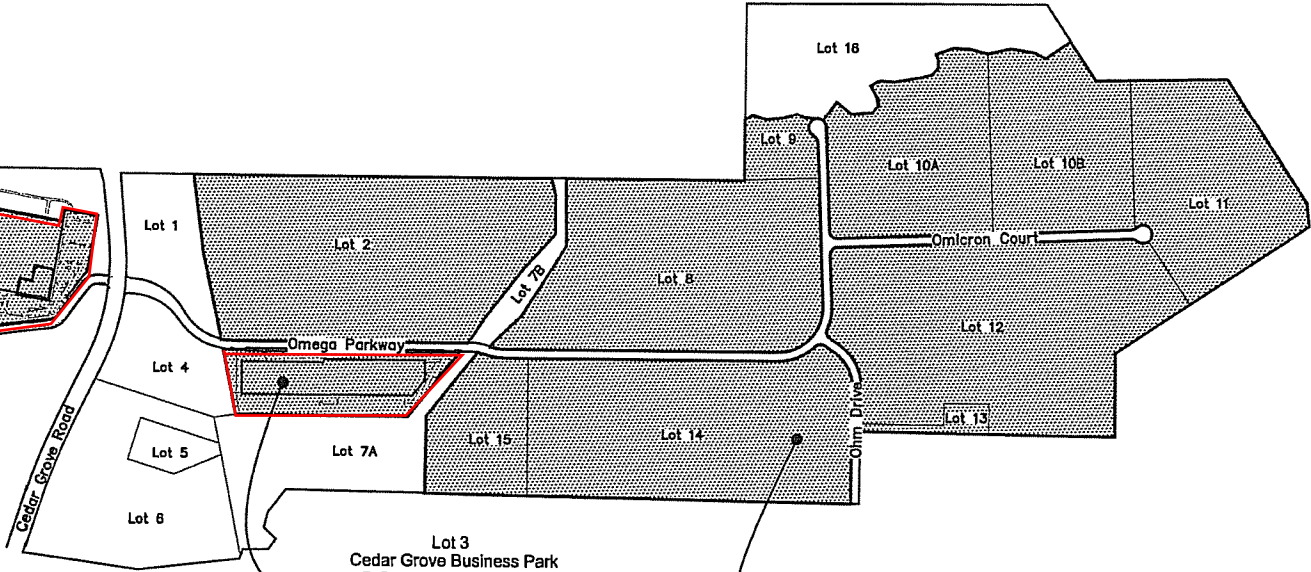 Lot 16
Lot 9
Lot 10A
Lot 10B
Lot 11
Lot 1
Lot 2
Lot 7B
Lot 8
Omicron Court
Lot 12
Omega Parkway
Lot 4
Ohm Drive
Lot 13
Cedar Grove Road
Lot 5
Lot 7A
Lot 15
Lot 14
Lot 6
Lot 3
Cedar Grove Business Park